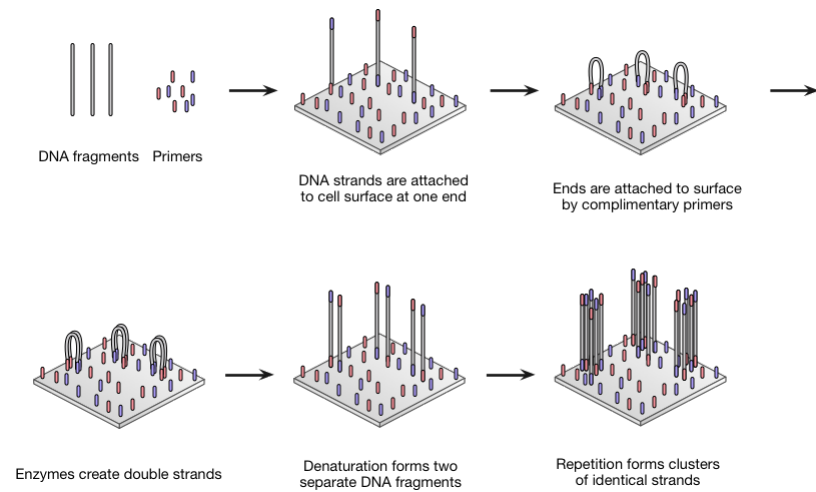 DNA fragments
Primers
DNA strands are attached
to cell surface at one end
Ends are attached to surface
by complimentary primers
Enzymes create double strands
Denaturation forms two
separate DNA fragments
Repetition forms clusters
of identical strands